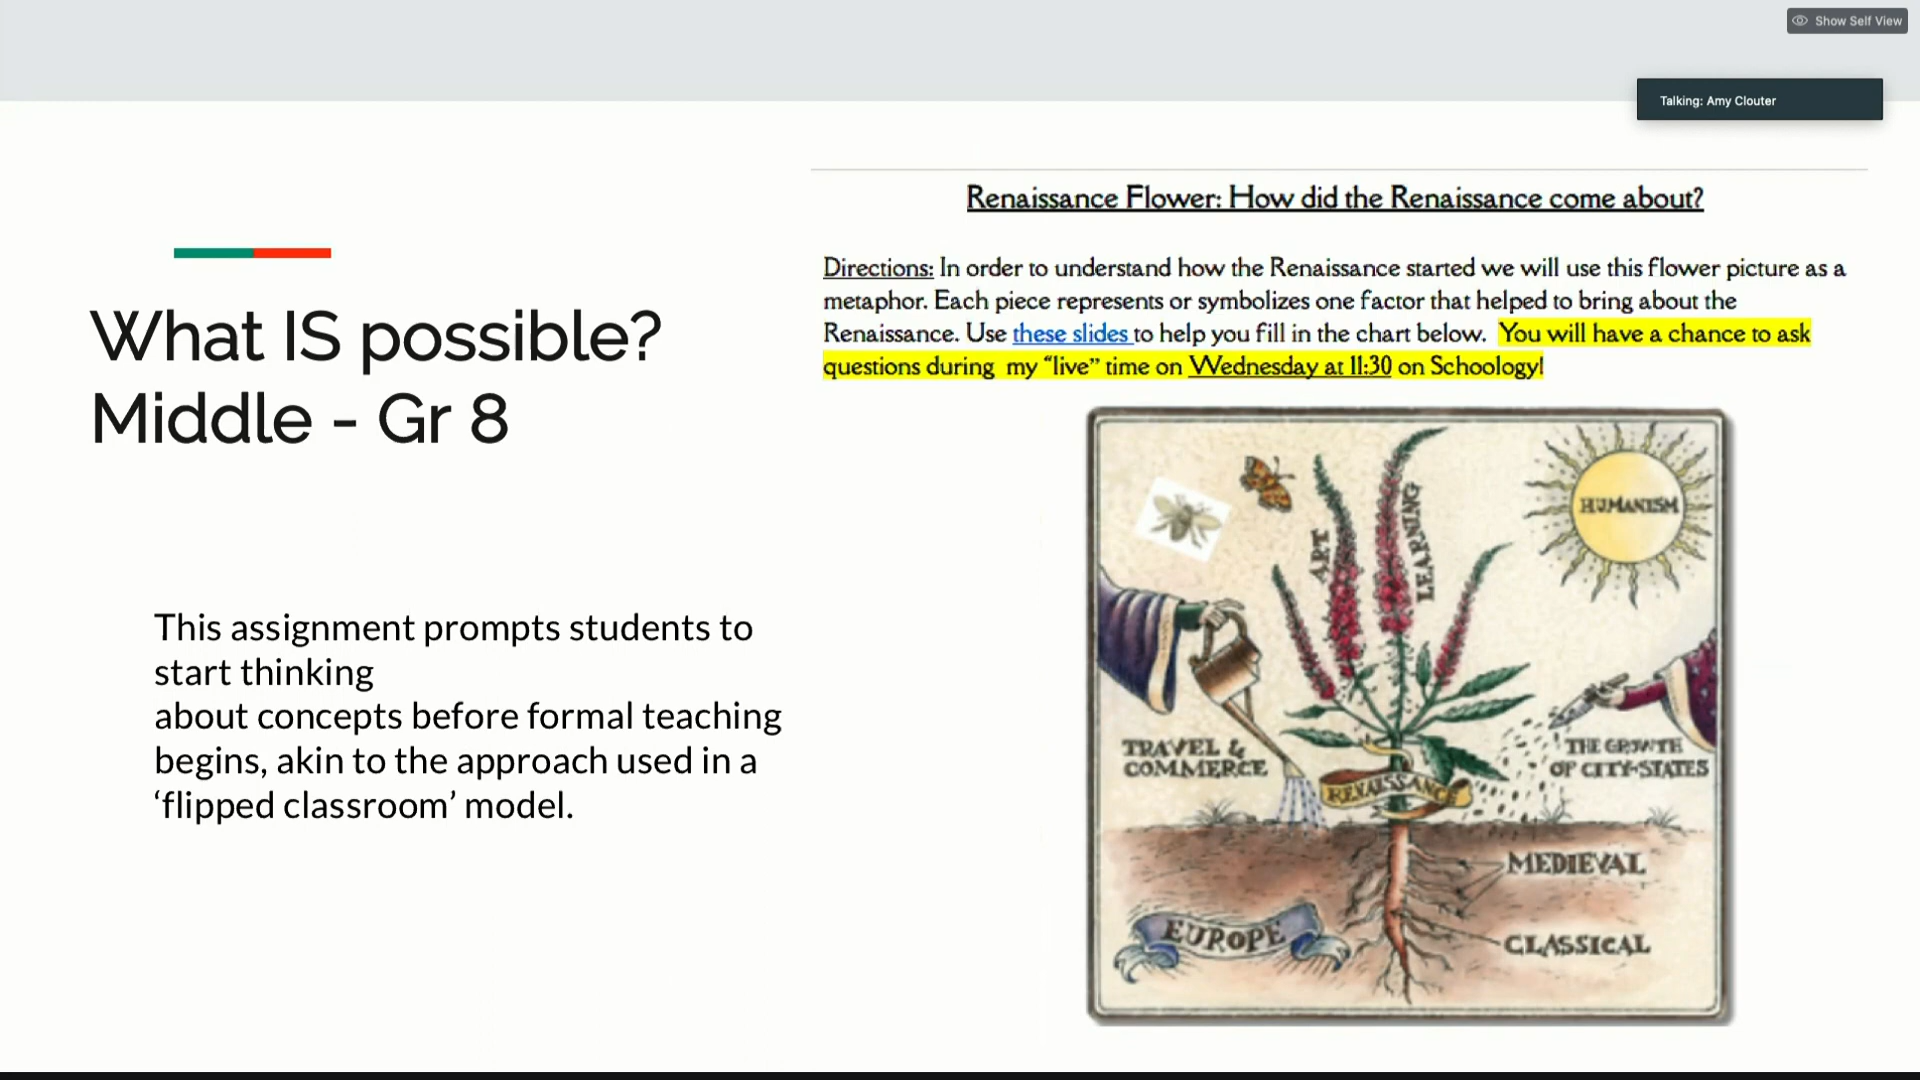 Show Self View
Talking: Amy Clouter
What IS possible?
Middle - Gr 8
This assignment prompts students to
start thinking
about concepts before formal teaching
begins, akin to the approach used in a
‘flipped classroom’ model.
Renaissance Flower: How did the Renaissance come about?
Directions: In order to understand how the Renaissance started we will use this flower picture as a
metaphor. Each piece represents or symbolizes one factor that helped to bring about the
Renaissance. Use these slides to help you fill in the chart below. You will have a chance to ask
questions during my “live” time on Wednesday at 11:30 on Schoology!
HUMANISM
ART
LEARNING
TRAVEL &
COMMERCE
THE GROWTH
OF CITY-STATES
RENAISSANCE
MEDIEVAL
EUROPE
CLASSICAL